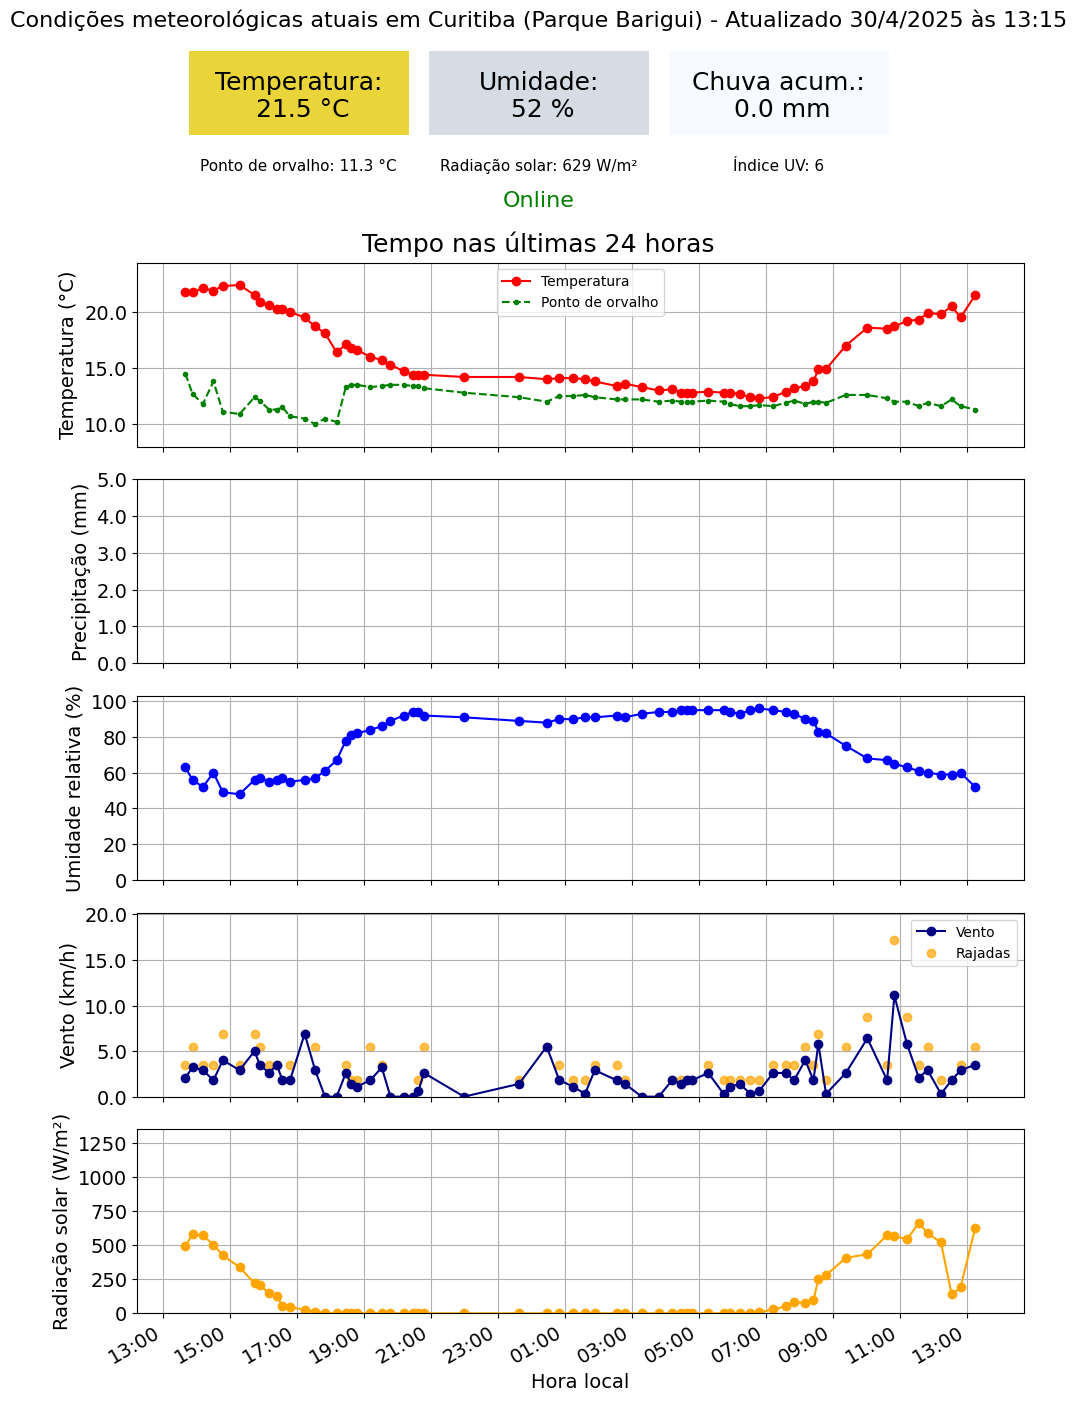 Condições meteorológicas atuais em Curitiba (Parque Barigui) - Atualizado 30/4/2025 às 13:15
Temperatura:
21.5 °C
Umidade:
52 %
Chuva acum.:
0.0 mm
Ponto de orvalho: 11.3 °C
Radiação solar: 629 W/m²
Índice UV: 6
Online
Tempo nas últimas 24 horas
Temperatura (°C)
20.0
15.0
10.0
Temperatura
Ponto de orvalho
Precipitação (mm)
5.0
4.0
3.0
2.0
1.0
0.0
Umidade relativa (%)
100
80
60
40
20
0
Vento (km/h)
20.0
15.0
10.0
5.0
0.0
Vento
Rajadas
Radiação solar (W/m²)
1250
1000
750
500
250
0
13:00
15:00
17:00
19:00
21:00
23:00
01:00
03:00
05:00
07:00
09:00
11:00
13:00
Hora local